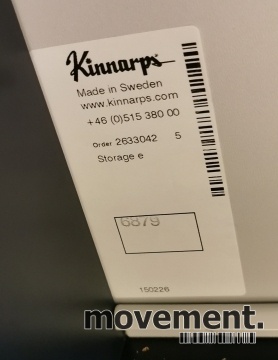 Kinnarps
Made in Sweden
www.kinnarps.com
+46 (0)515 380 00
Order 2633042 5
Storage e
6879
150226
movement.